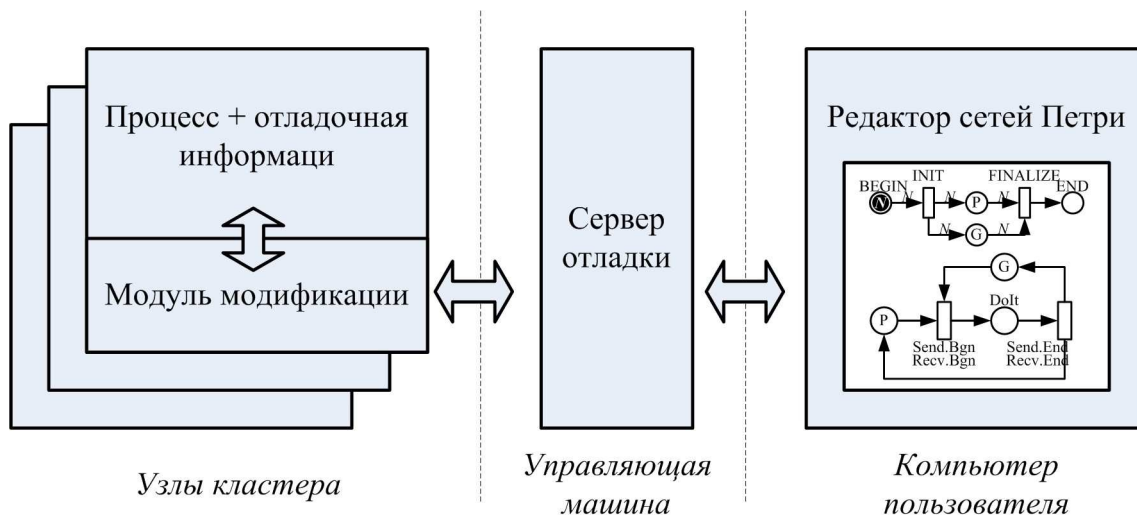 Процесс + отладочная
информаци
Модуль модификации
Узлы кластера
Сервер
отладки
Управляющая
машина
Редактор сетей Петри
INIT FINALIZE
BEGIN END
N N N N
P
N N
G
G
DoIt
P
Send.Bgn Send.End
Recv.Bgn Recv.End
Компьютер
пользователя